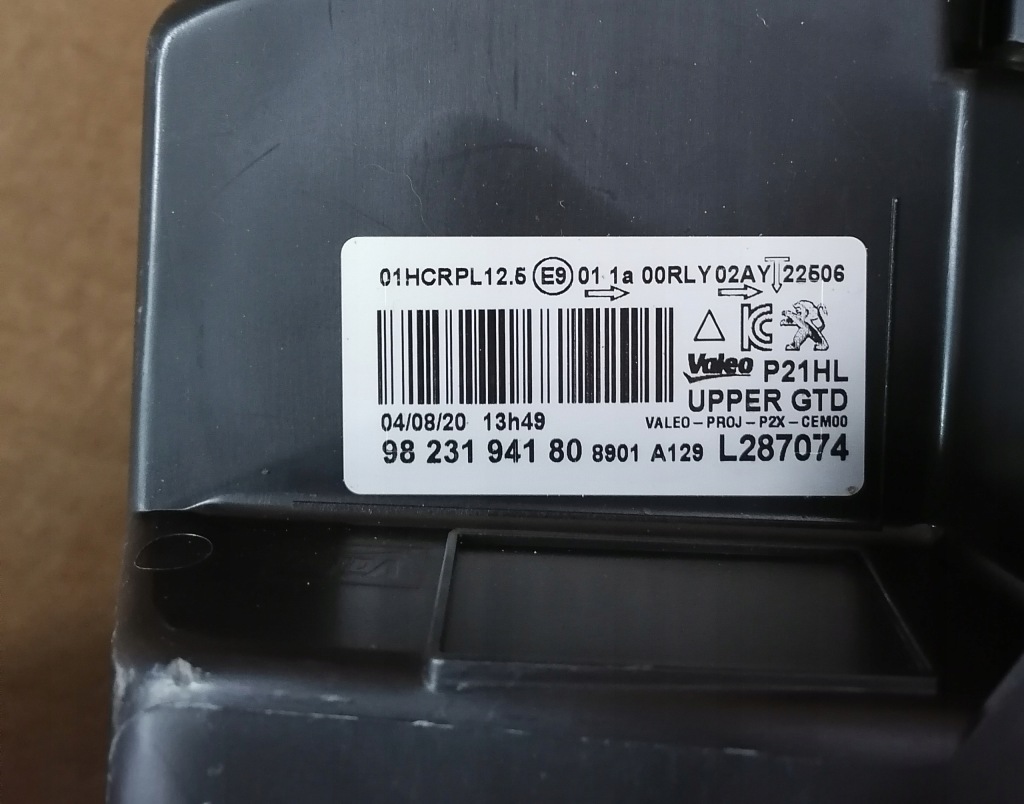 01HCRPL12.5 E9 01 1a 00RLY 02AY 22506
KC
Valeo P21HL
UPPER GTD
04/08/20 13h49 VALEO-PROJ-P2X-CEM00
98 231 941 80 8901 A129 L287074